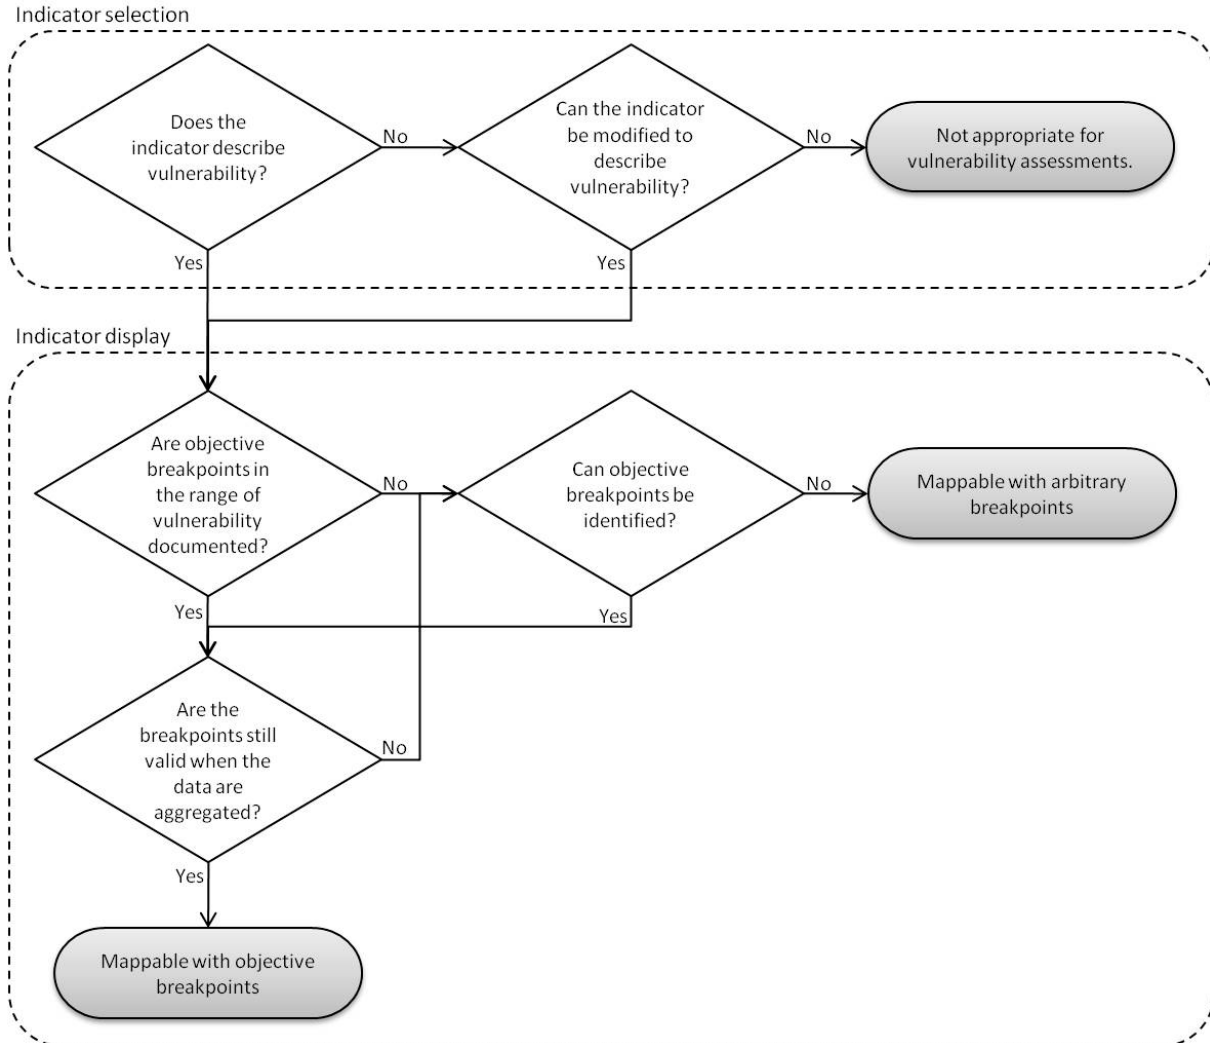 Indicator selection
Does the
indicator describe
vulnerability?
No
Can the indicator
be modified to
describe
vulnerability?
No
Not appropriate for
vulnerability assessments.
Yes
Yes
Indicator display
Are objective
breakpoints in
the range of
vulnerability
documented?
No
Can objective
breakpoints be
identified?
No
Mappable with arbitrary
breakpoints
Yes
Yes
Are the
breakpoints still
valid when the
data are
aggregated?
No
Yes
Mappable with objective
breakpoints